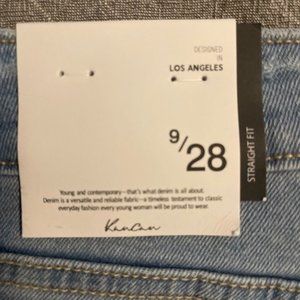 DESIGNED
IN
LOS ANGELES
9/28
STRAIGHT FIT
Young and contemporary—that's what denim is all about.
Denim is a versatile and reliable fabric—a timeless testament to classic
everyday fashion every young woman will be proud to wear.
KanCan